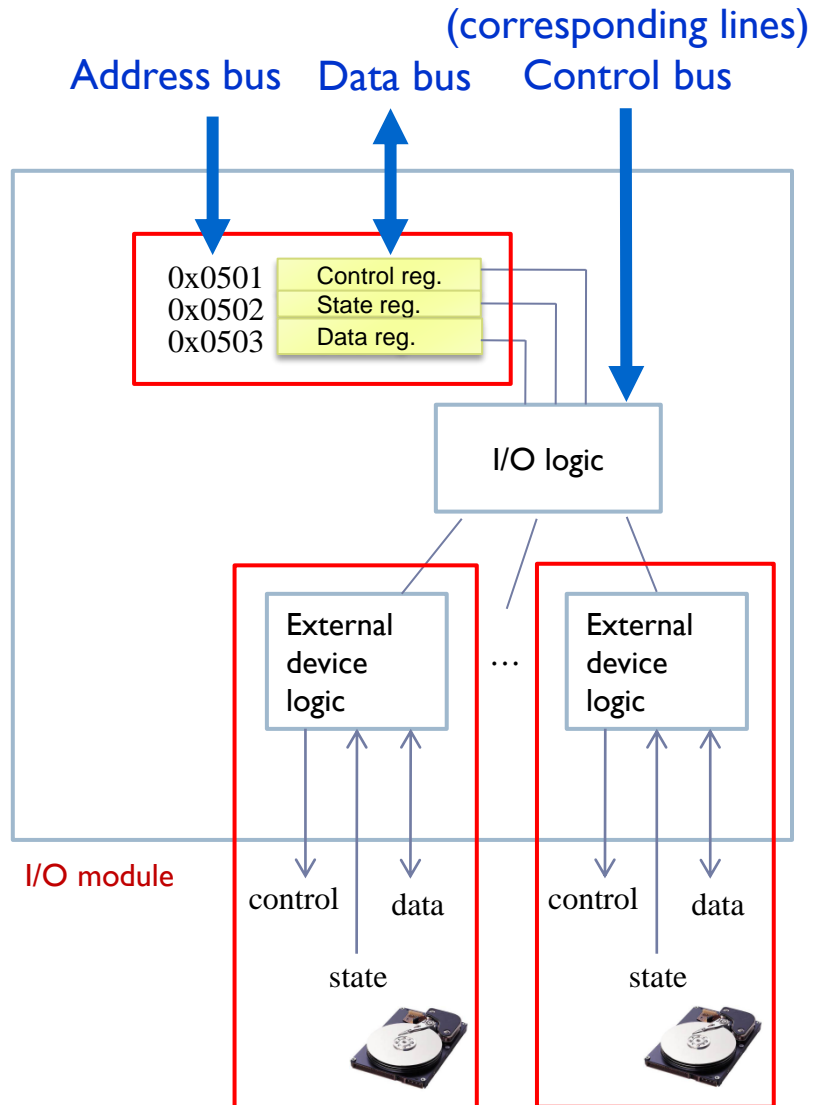 (corresponding lines)
Address bus Data bus Control bus
0x0501 Control reg.
0x0502 State reg.
0x0503 Data reg.
I/O logic
External device logic
...
External device logic
I/O module
control data
state
control data
state